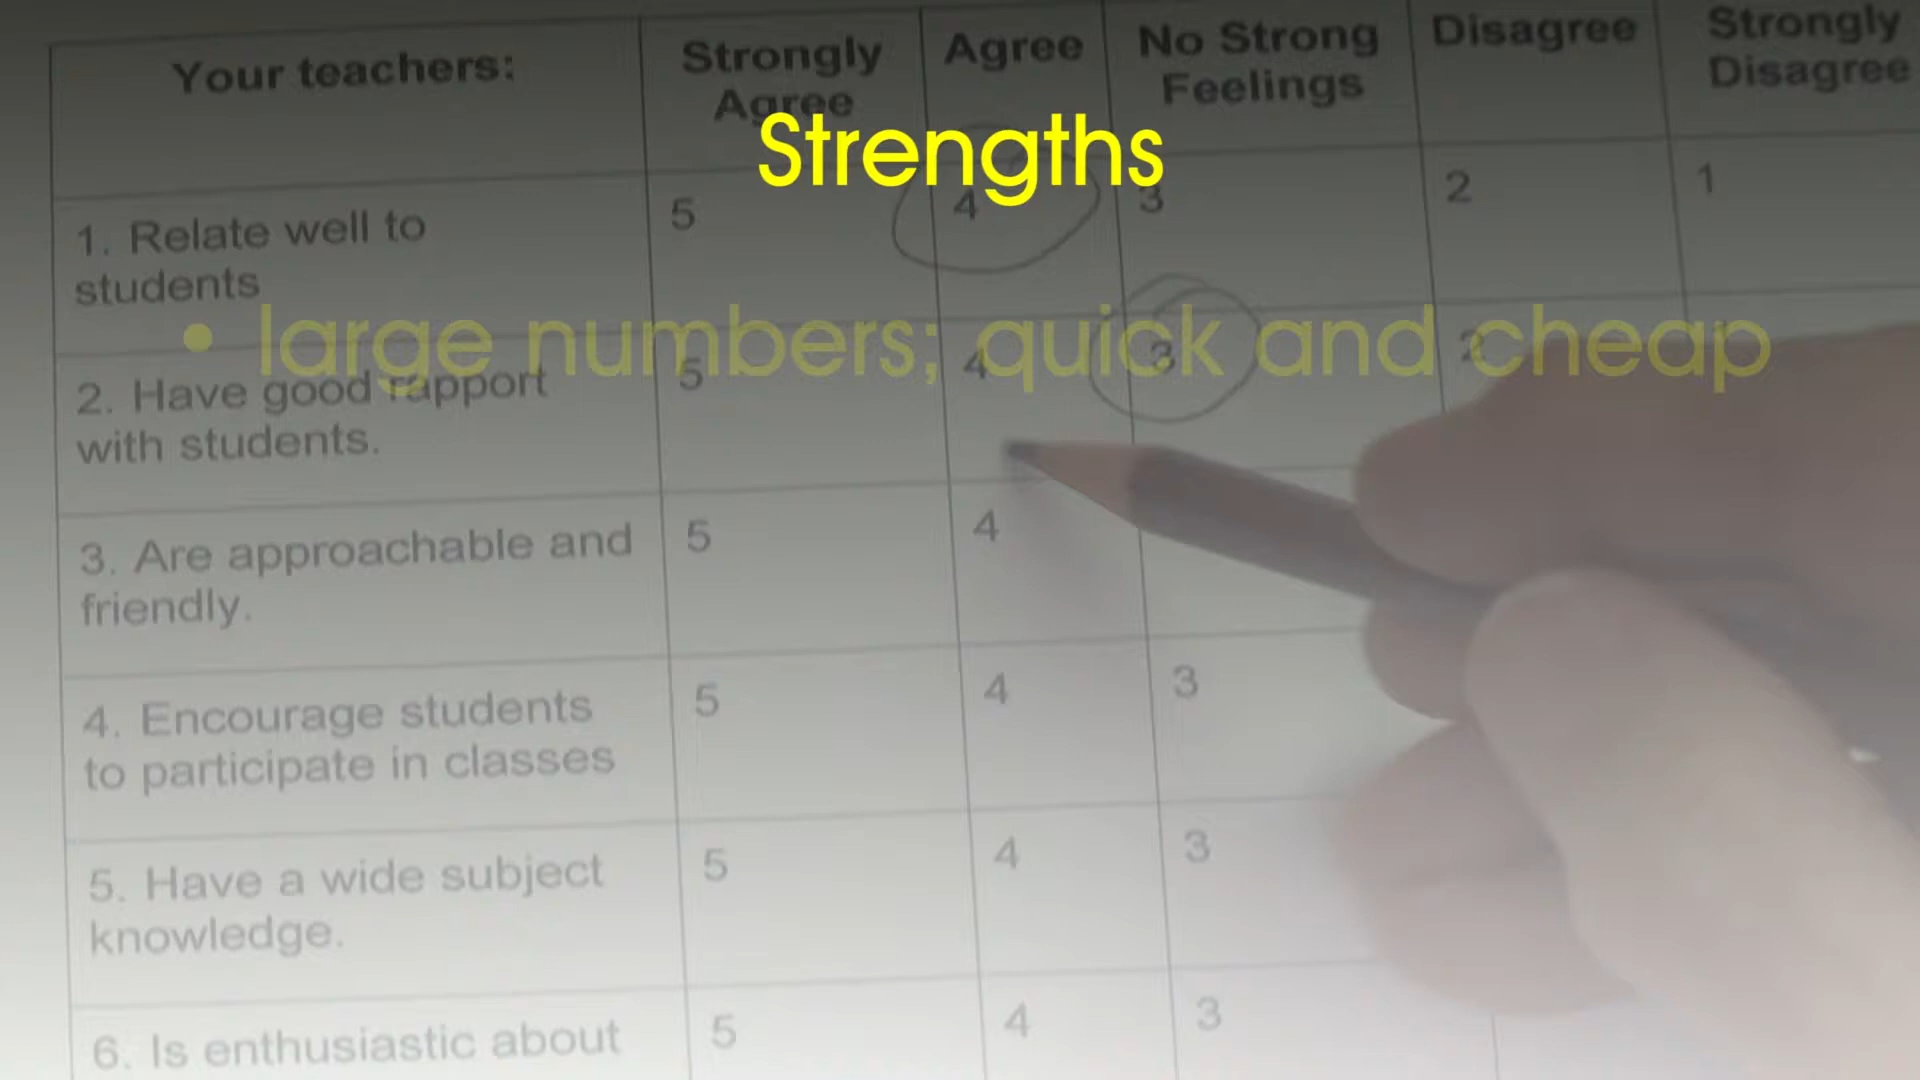 Strengths
• large numbers; quick and cheap
Your teachers: Strongly Agree Agree No Strong Feelings Disagree Strongly Disagree
1. Relate well to students 5 4 3 2 1
2. Have good rapport with students. 5 4 3 2
3. Are approachable and friendly. 5 4
4. Encourage students to participate in classes 5 4 3
5. Have a wide subject knowledge. 5 4 3
6. Is enthusiastic about 5 4 3